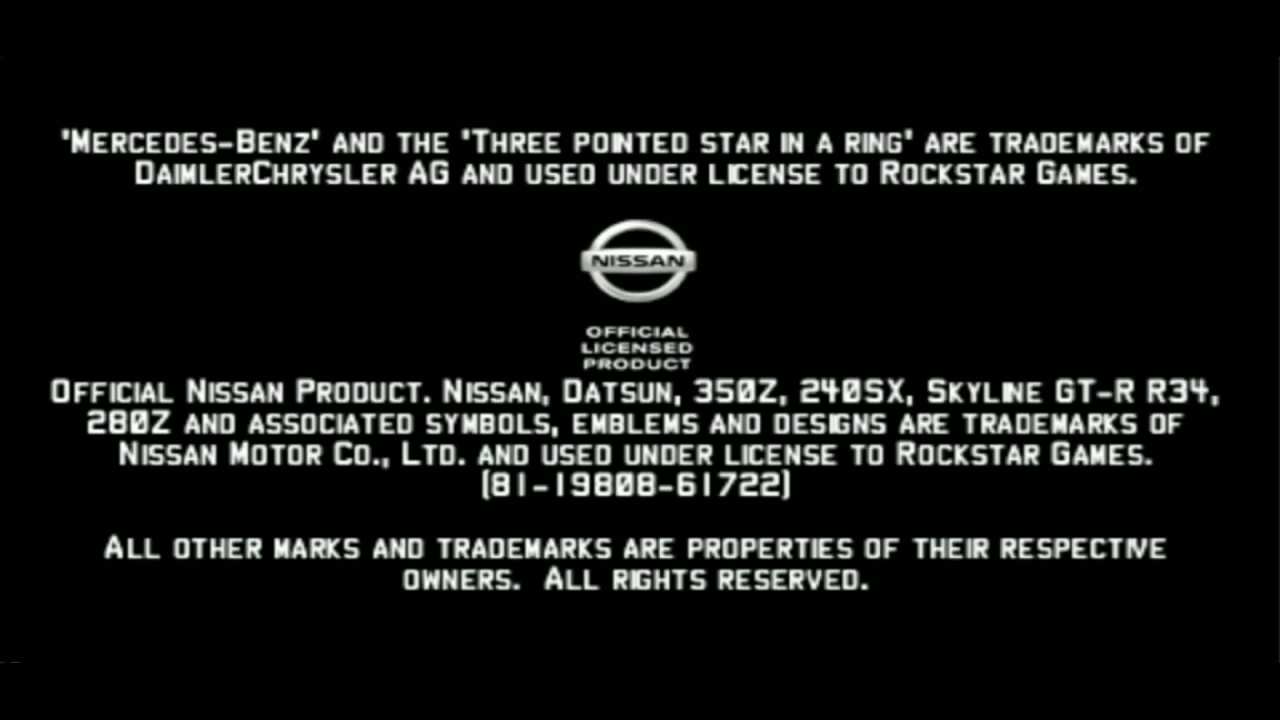 'Mercedes-Benz' and the 'Three pointed star in a ring' are trademarks of
DaimlerChrysler AG and used under license to Rockstar Games.
NISSAN
OFFICIAL
LICENSED
PRODUCT
Official Nissan Product. Nissan, Datsun, 350Z, 240SX, Skyline GT-R R34,
280Z and associated symbols, emblems and designs are trademarks of
Nissan Motor Co., Ltd. and used under license to Rockstar Games.
(81-19808-61722)
All other marks and trademarks are properties of their respective
owners.  All rights reserved.